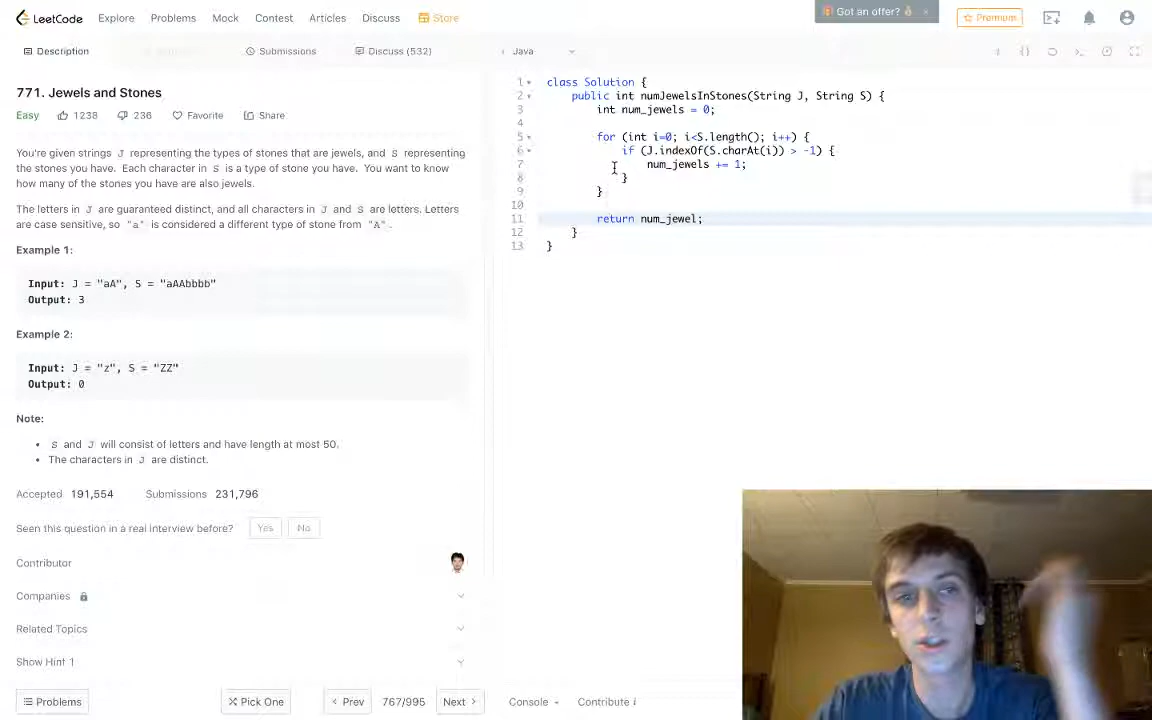 LeetCode Explore Problems Mock Contest Articles Discuss Store Got an offer? × Premium
Description Submissions Discuss (532) Java
771. Jewels and Stones
Easy 1238 236 Favorite Share
You're given strings J representing the types of stones that are jewels, and S representing
the stones you have. Each character in S is a type of stone you have. You want to know
how many of the stones you have are also jewels.
The letters in J are guaranteed distinct, and all characters in J and S are letters. Letters
are case sensitive, so "a" is considered a different type of stone from "A".
Example 1:
Input: J = "aA", S = "aAAbbbb"
Output: 3
Example 2:
Input: J = "z", S = "ZZ"
Output: 0
Note:
S and J will consist of letters and have length at most 50.
The characters in J are distinct.
Accepted 191,554 Submissions 231,796
Seen this question in a real interview before? Yes No
Contributor
Companies
Related Topics
Show Hint 1
Problems Pick One Prev 767/995 Next Console Contribute i
1 class Solution {
2 public int numJewelsInStones(String J, String S) {
3 int num_jewels = 0;
4
5 for (int i=0; i<S.length(); i++) {
6 if (J.indexOf(S.charAt(i)) > -1) {
7 num_jewels += 1;
8 }
9 }
10
11 return num_jewel;
12 }
13 }